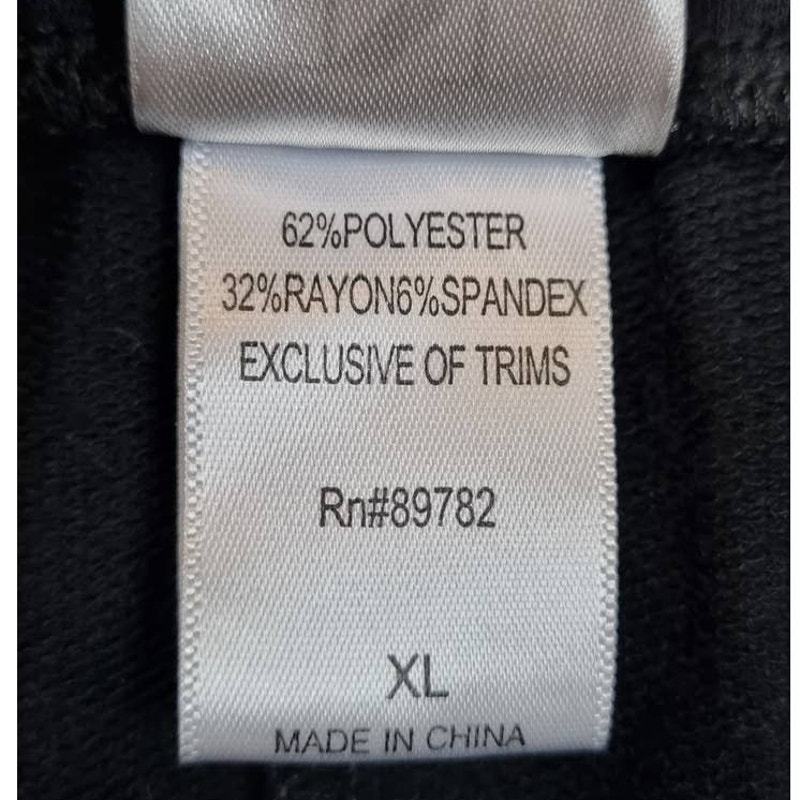 62%POLYESTER
32%RAYON6%SPANDEX
EXCLUSIVE OF TRIMS
Rn#89782
XL
MADE IN CHINA